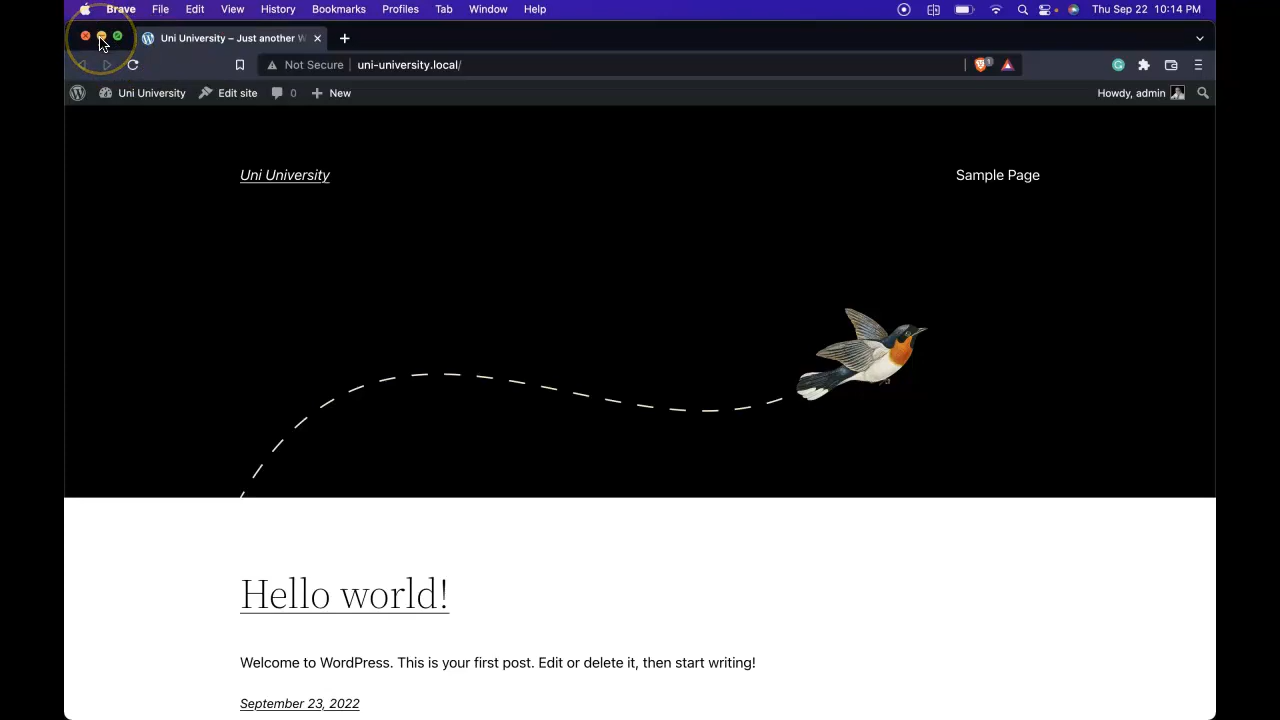 Brave File Edit View History Bookmarks Profiles Tab Window Help Thu Sep 22 10:14 PM
Uni University – Just another W
Not Secure uni-university.local/ 1
Uni University Edit site 0 New Howdy, admin
Uni University Sample Page
Hello world!
Welcome to WordPress. This is your first post. Edit or delete it, then start writing!
September 23, 2022